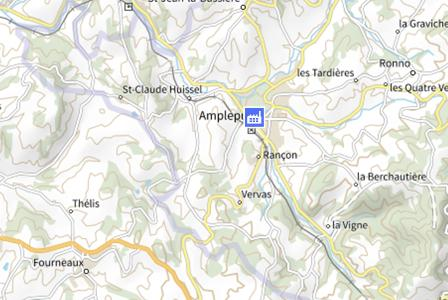 St-Jean-la-Bussière
la Graviche
Ronno
les Tardières
les Quatre Ve
St-Claude Huissel
Amplepu
Rançon
la Berchautière
Vervas
Thélis
la Vigne
Fourneaux